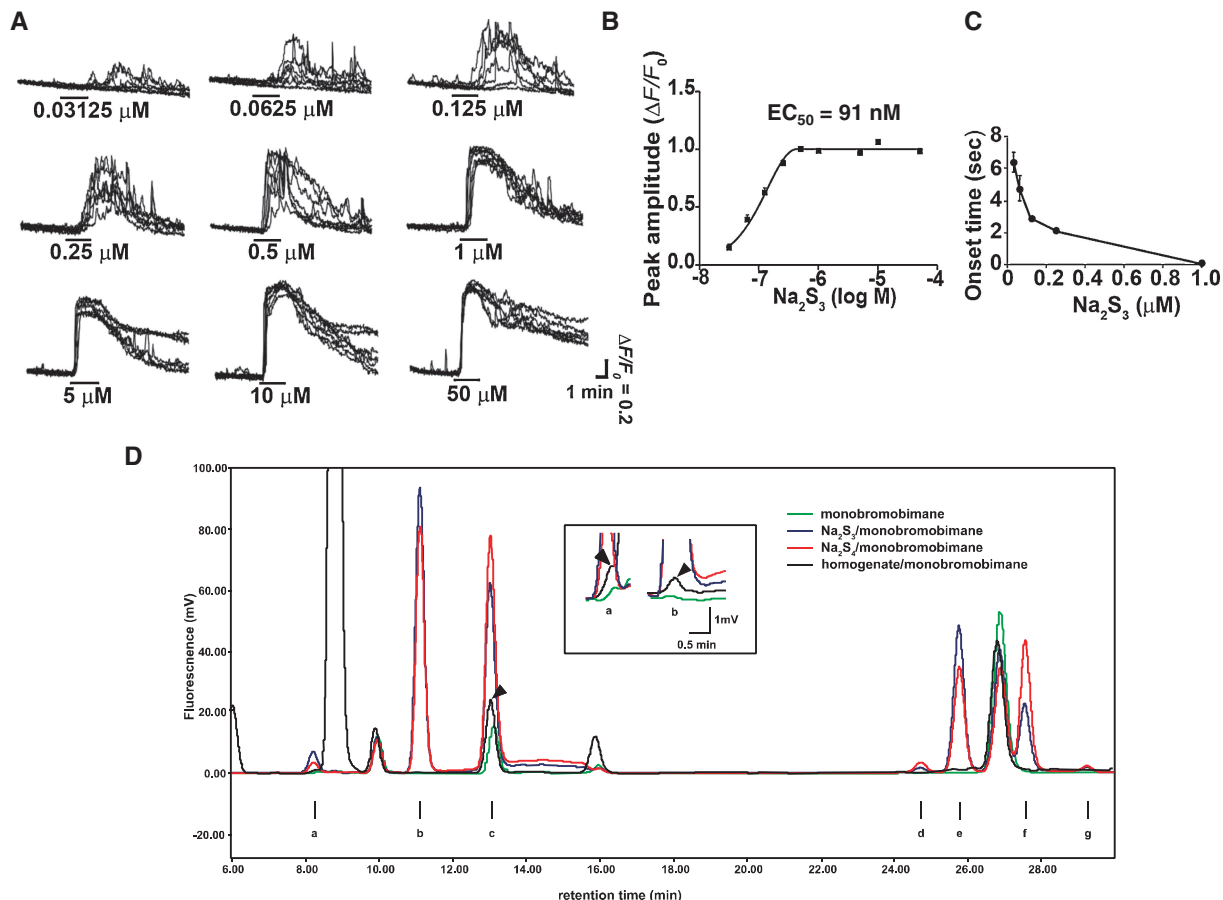 A
0.03125 μM
0.0625 μM
0.125 μM
0.25 μM
0.5 μM
1 μM
5 μM
10 μM
50 μM
1 min
ΔF/F₀ = 0.2
B
Peak amplitude (ΔF/F₀)
1.5
1.0
0.5
0.0
EC₅₀ = 91 nM
-8 -7 -6 -5 -4
Na₂S₃ (log M)
C
Onset time (sec)
8
6
4
2
0
0 0.2 0.4 0.6 0.8 1.0
Na₂S₃ (μM)
D
Fluorescnence (mV)
100.00
80.00
60.00
40.00
20.00
0.00
-20.00
monobromobimane
Na₂S₃/monobromobimane
Na₂S₄/monobromobimane
homogenate/monobromobimane
a b
1mV
0.5 min
a b c d e f g
6.00 8.00 10.00 12.00 14.00 16.00 18.00 20.00 22.00 24.00 26.00 28.00
retention time (min)